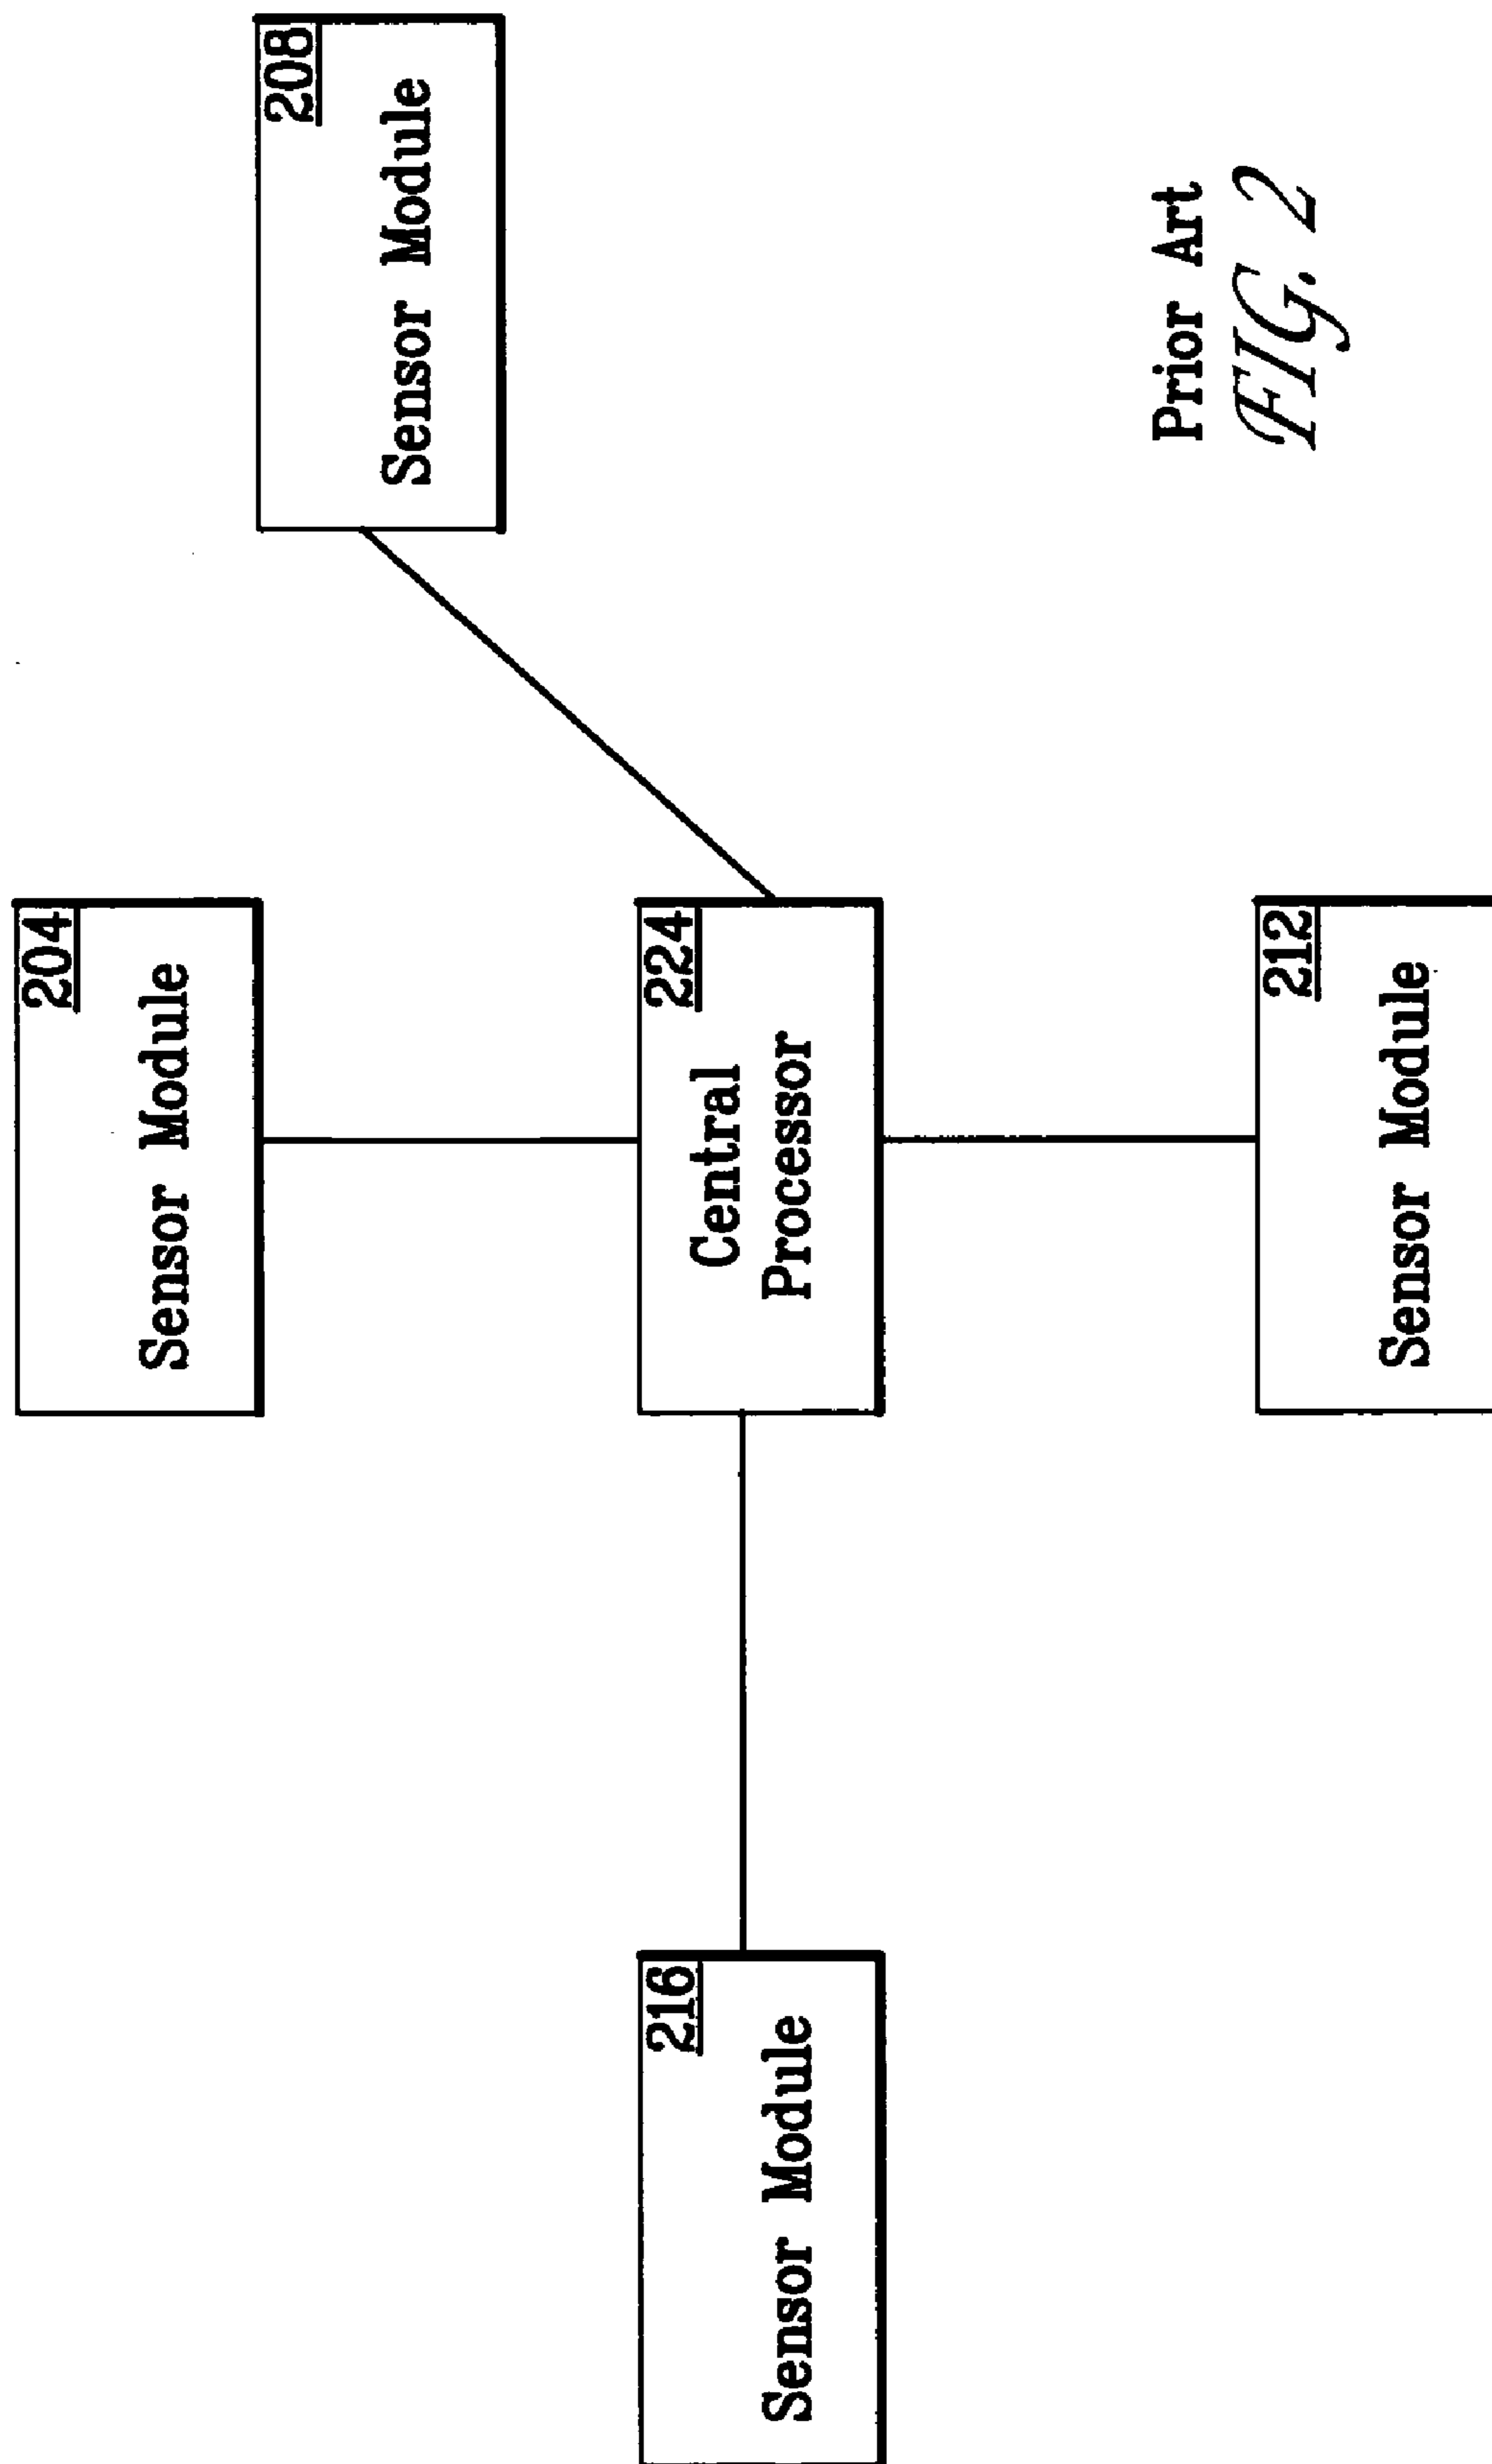 204
Sensor Module
208
Sensor Module
216
Sensor Module
224
Central
Processor
212
Sensor Module
Prior Art
FIG. 2